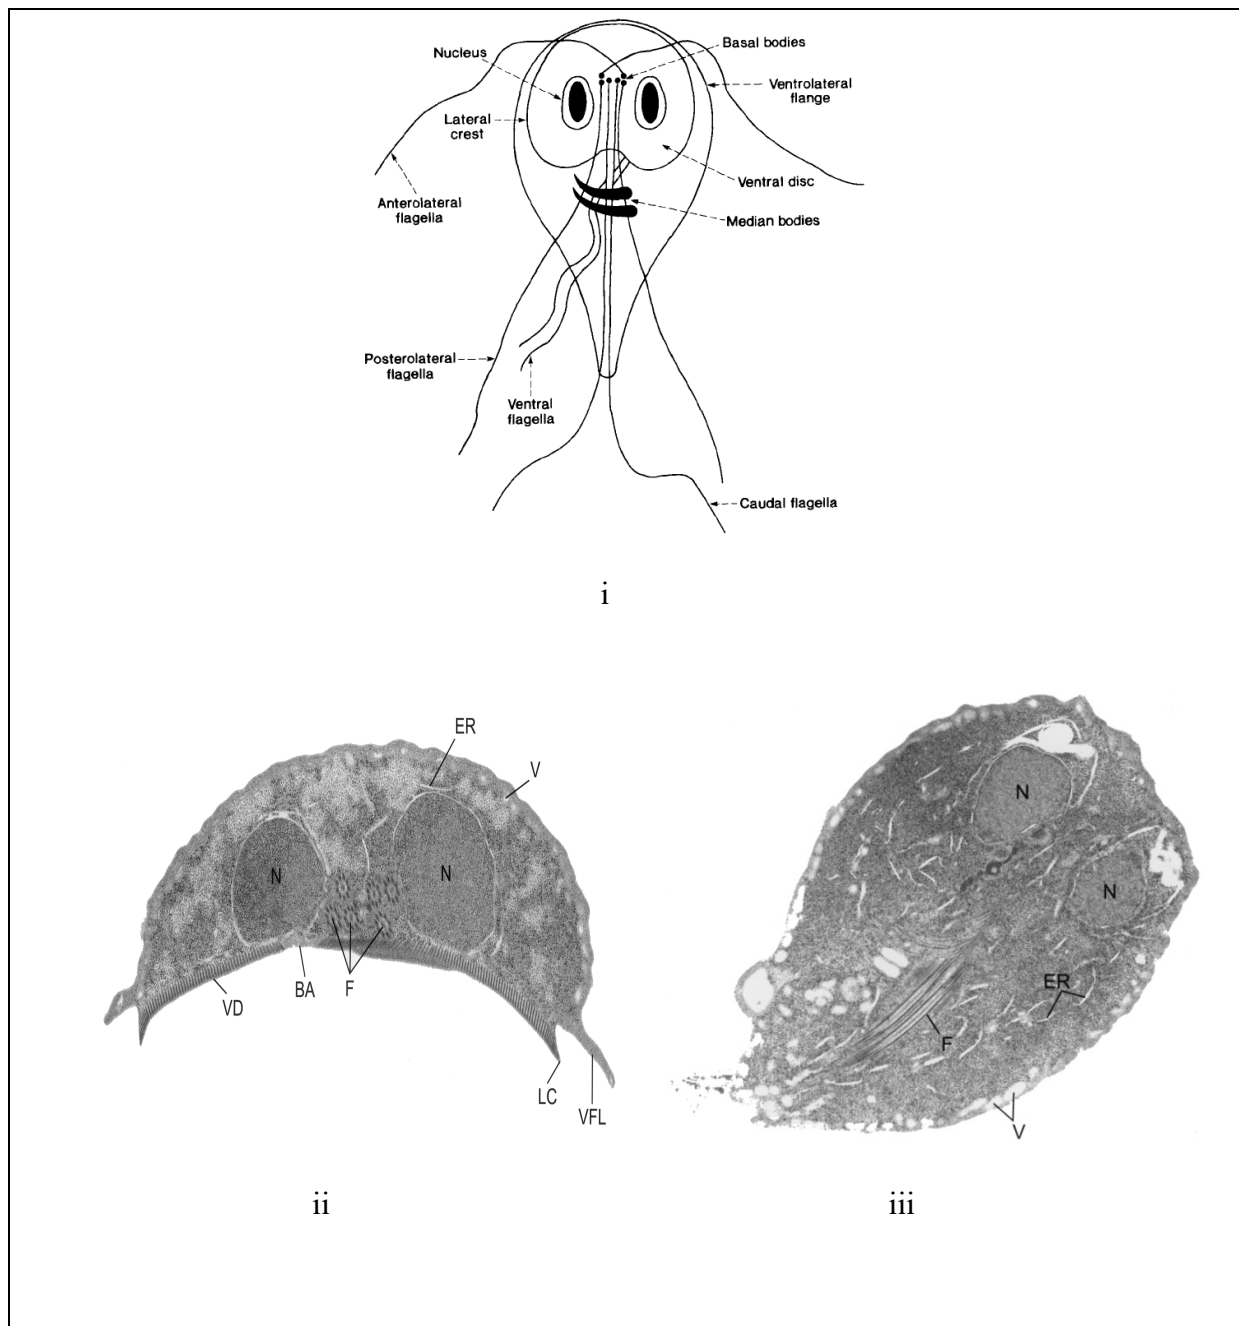 Basal bodies
Nucleus
Ventrolateral
flange
Lateral
crest
Ventral disc
Anterolateral
flagella
Median bodies
Posterolateral
flagella
Ventral
flagella
Caudal flagella
i
ER
V
N
N
VD
BA
F
LC
VFL
ii
N
N
ER
F
V
iii